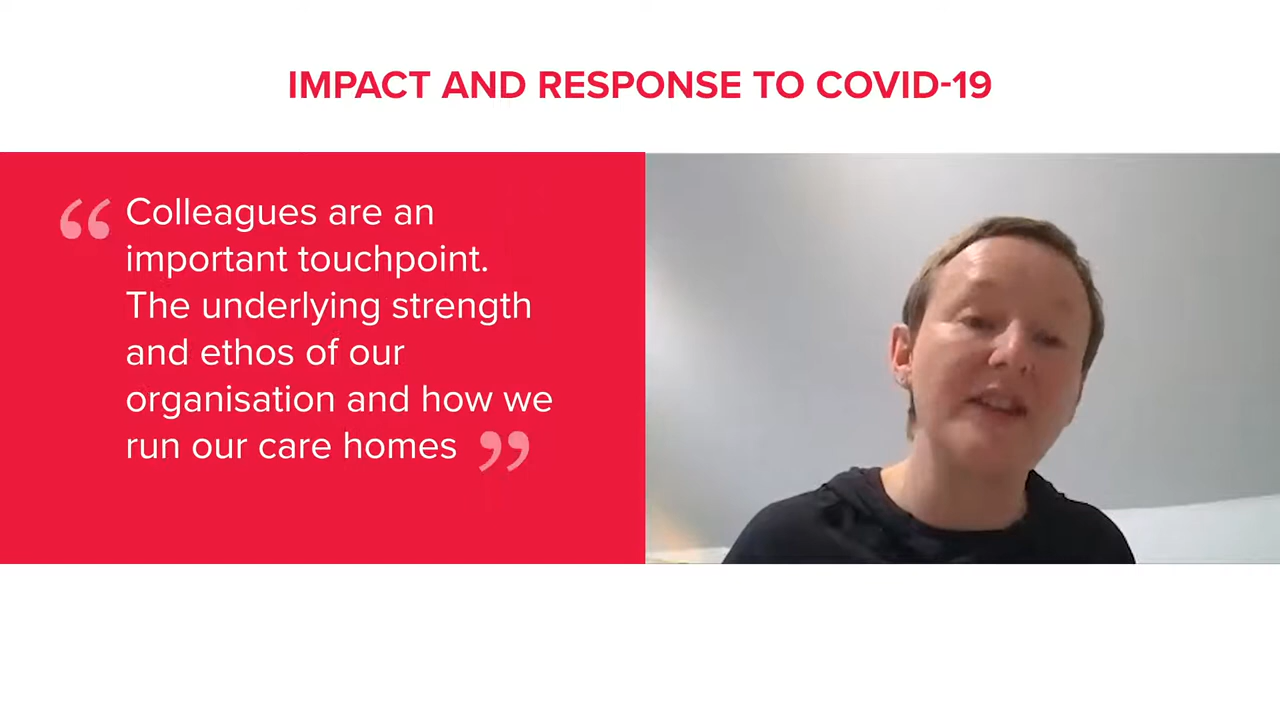 IMPACT AND RESPONSE TO COVID-19
“Colleagues are an
important touchpoint.
The underlying strength
and ethos of our
organisation and how we
run our care homes”